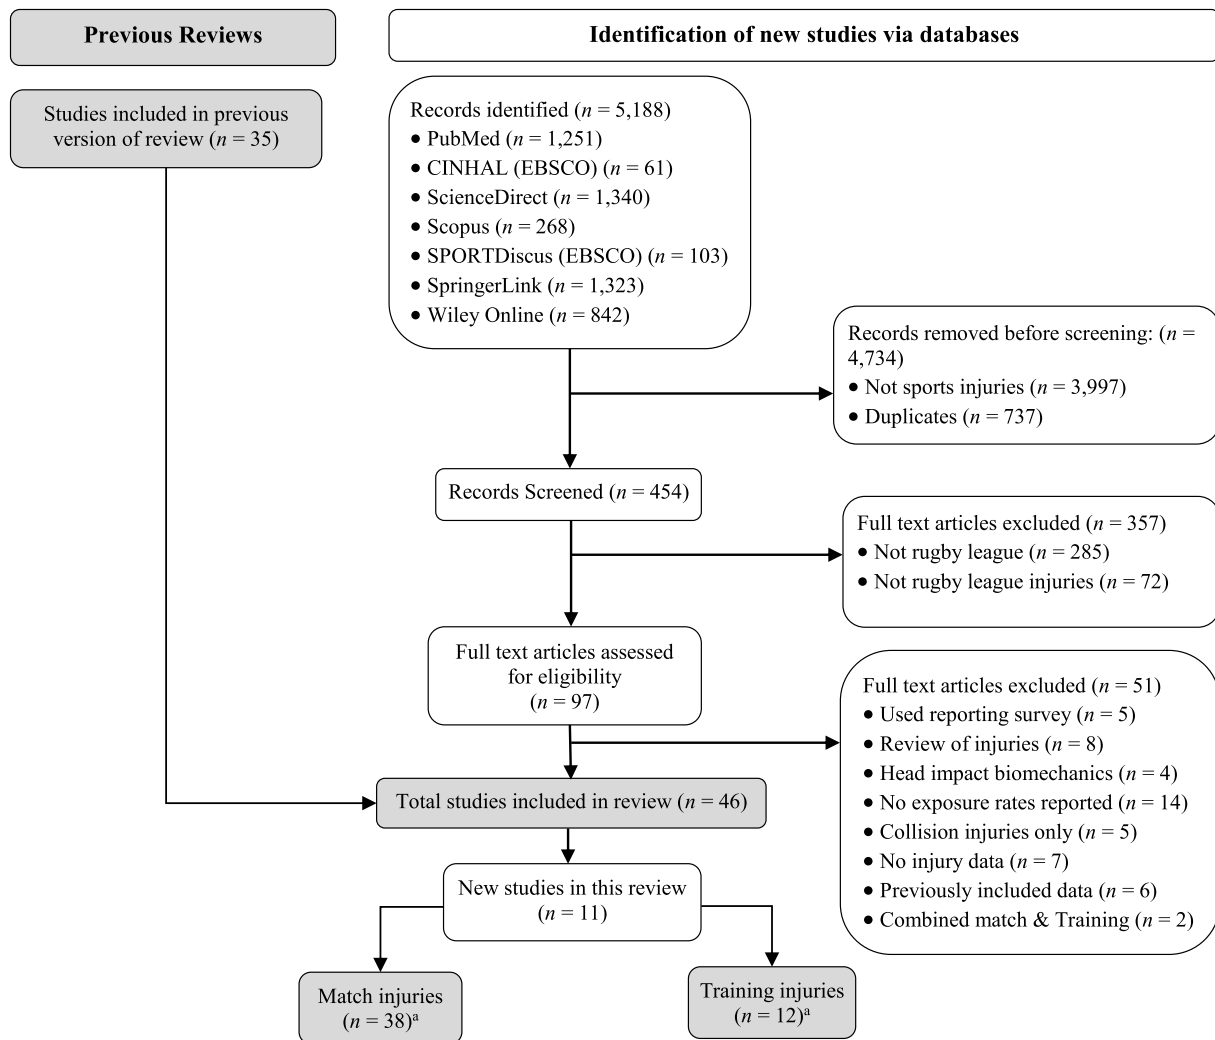 Previous Reviews
Identification of new studies via databases
Studies included in previous
version of review (n = 35)
Records identified (n = 5,188)
● PubMed (n = 1,251)
● CINHAL (EBSCO) (n = 61)
● ScienceDirect (n = 1,340)
● Scopus (n = 268)
● SPORTDiscus (EBSCO) (n = 103)
● SpringerLink (n = 1,323)
● Wiley Online (n = 842)
Records removed before screening: (n =
4,734)
● Not sports injuries (n = 3,997)
● Duplicates (n = 737)
Records Screened (n = 454)
Full text articles excluded (n = 357)
● Not rugby league (n = 285)
● Not rugby league injuries (n = 72)
Full text articles assessed
for eligibility
(n = 97)
Full text articles excluded (n = 51)
● Used reporting survey (n = 5)
● Review of injuries (n = 8)
● Head impact biomechanics (n = 4)
● No exposure rates reported (n = 14)
● Collision injuries only (n = 5)
● No injury data (n = 7)
● Previously included data (n = 6)
● Combined match & Training (n = 2)
Total studies included in review (n = 46)
New studies in this review
(n = 11)
Match injuries
(n = 38)ª
Training injuries
(n = 12)ª